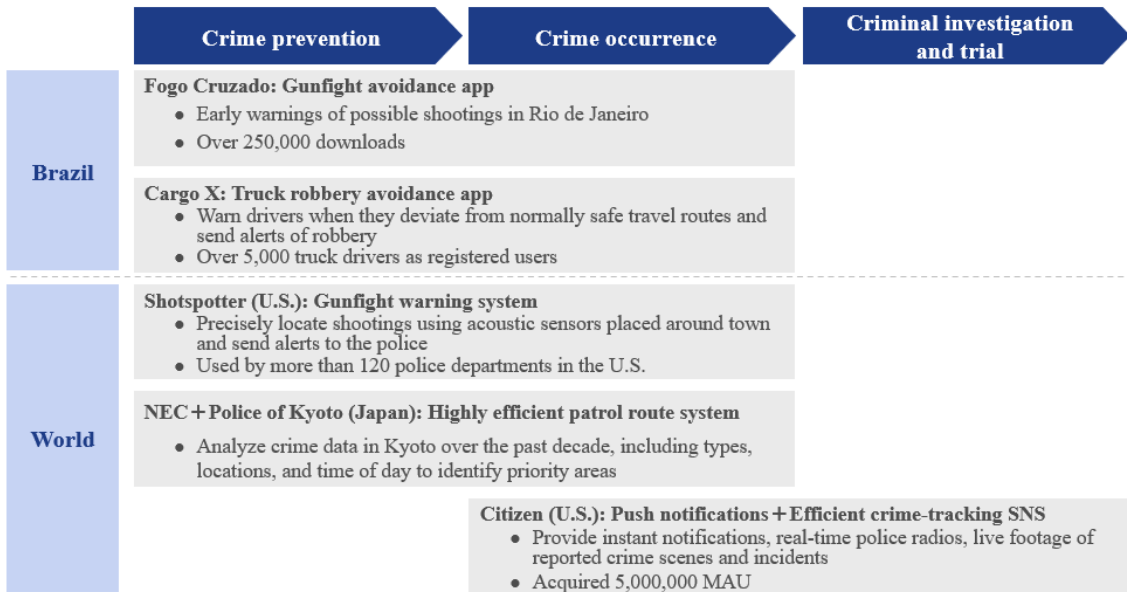 Crime prevention
Crime occurrence
Criminal investigation
and trial
Brazil
Fogo Cruzado: Gunfight avoidance app
● Early warnings of possible shootings in Rio de Janeiro
● Over 250,000 downloads
Cargo X: Truck robbery avoidance app
● Warn drivers when they deviate from normally safe travel routes and
send alerts of robbery
● Over 5,000 truck drivers as registered users
World
Shotspotter (U.S.): Gunfight warning system
● Precisely locate shootings using acoustic sensors placed around town
and send alerts to the police
● Used by more than 120 police departments in the U.S.
NEC＋Police of Kyoto (Japan): Highly efficient patrol route system
● Analyze crime data in Kyoto over the past decade, including types,
locations, and time of day to identify priority areas
Citizen (U.S.): Push notifications＋Efficient crime-tracking SNS
● Provide instant notifications, real-time police radios, live footage of
reported crime scenes and incidents
● Acquired 5,000,000 MAU